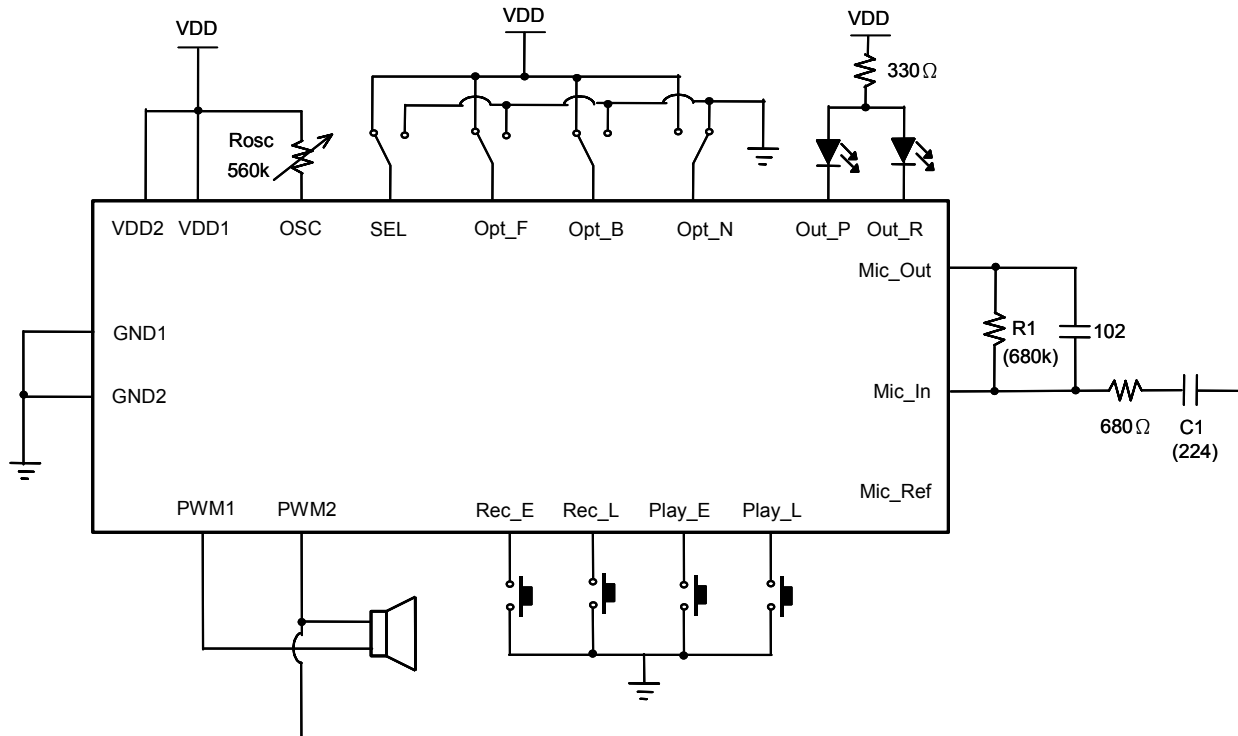 VDD
VDD
VDD
330Ω
Rosc
560k
VDD2 VDD1 OSC SEL Opt_F Opt_B Opt_N Out_P Out_R
Mic_Out
GND1
R1
(680k)
102
GND2
Mic_In
680Ω
C1
(224)
Mic_Ref
PWM1 PWM2 Rec_E Rec_L Play_E Play_L